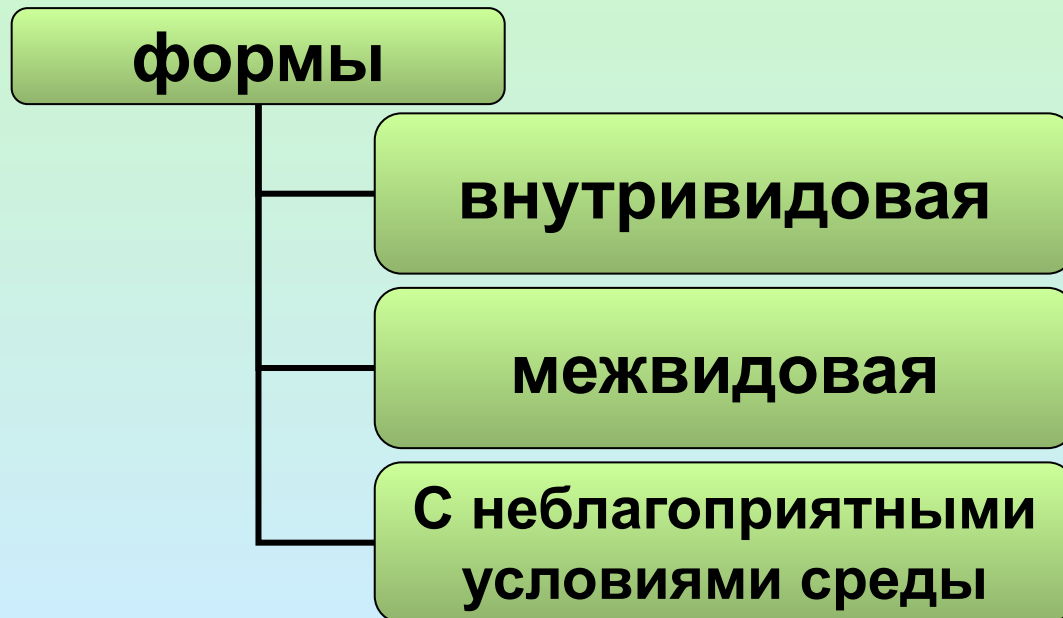 формы
внутривидовая
межвидовая
С неблагоприятными
условиями среды